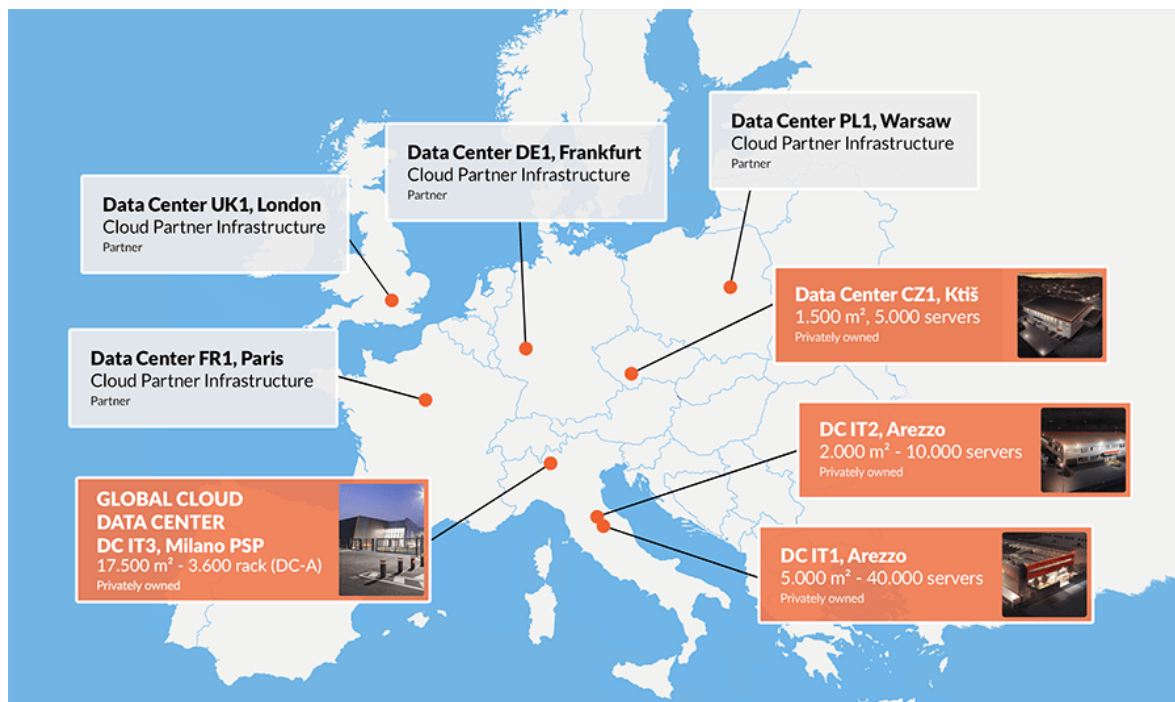 Data Center PL1, Warsaw
Cloud Partner Infrastructure
Partner
Data Center DE1, Frankfurt
Cloud Partner Infrastructure
Partner
Data Center UK1, London
Cloud Partner Infrastructure
Partner
Data Center CZ1, Ktiš
1.500 m², 5.000 servers
Privately owned
Data Center FR1, Paris
Cloud Partner Infrastructure
Partner
DC IT2, Arezzo
2.000 m² - 10.000 servers
Privately owned
GLOBAL CLOUD
DATA CENTER
DC IT3, Milano PSP
17.500 m² - 3.600 rack (DC-A)
Privately owned
DC IT1, Arezzo
5.000 m² - 40.000 servers
Privately owned